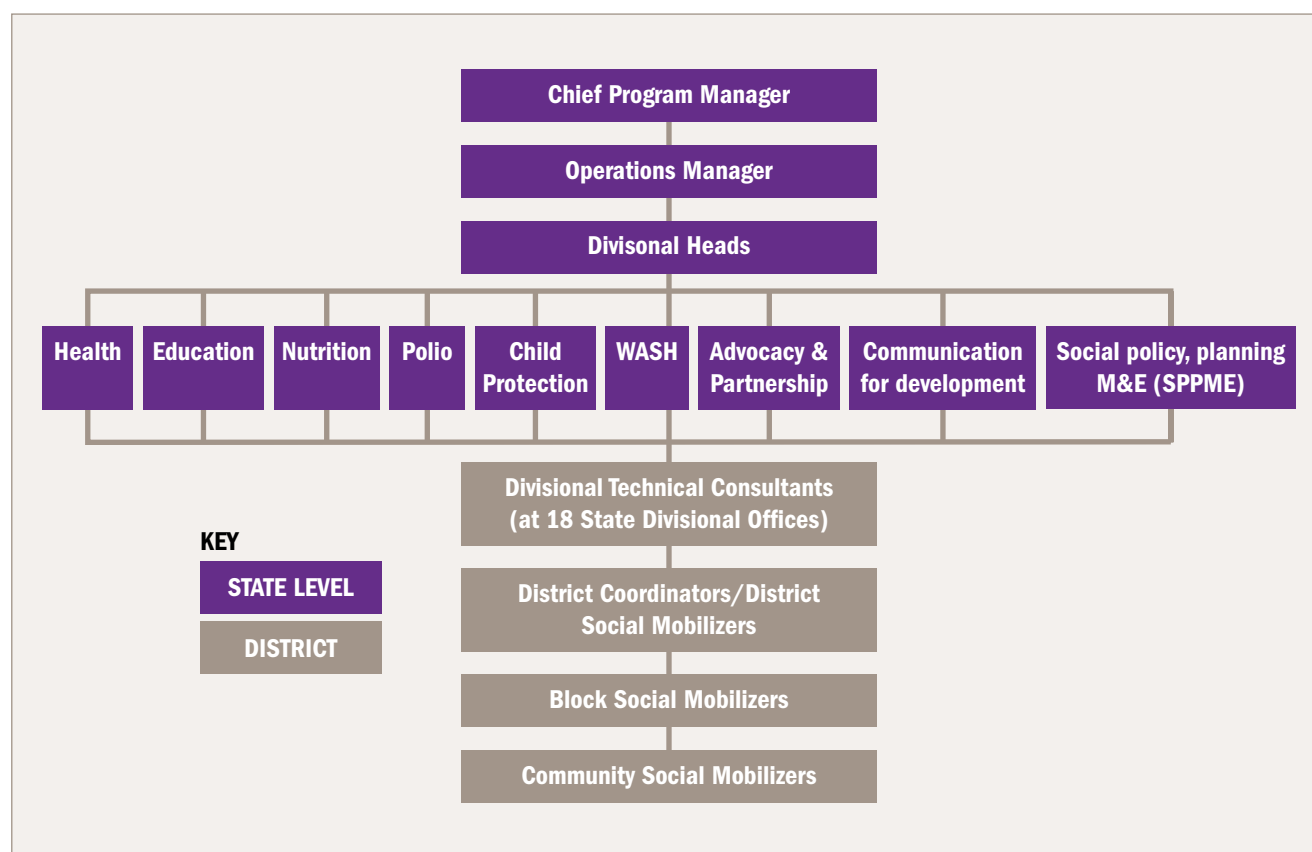 Chief Program Manager
Operations Manager
Divisonal Heads
Health
Education
Nutrition
Polio
Child
Protection
WASH
Advocacy &
Partnership
Communication
for development
Social policy, planning
M&E (SPPME)
Divisional Technical Consultants
(at 18 State Divisional Offices)
District Coordinators/District
Social Mobilizers
Block Social Mobilizers
Community Social Mobilizers
KEY
STATE LEVEL
DISTRICT